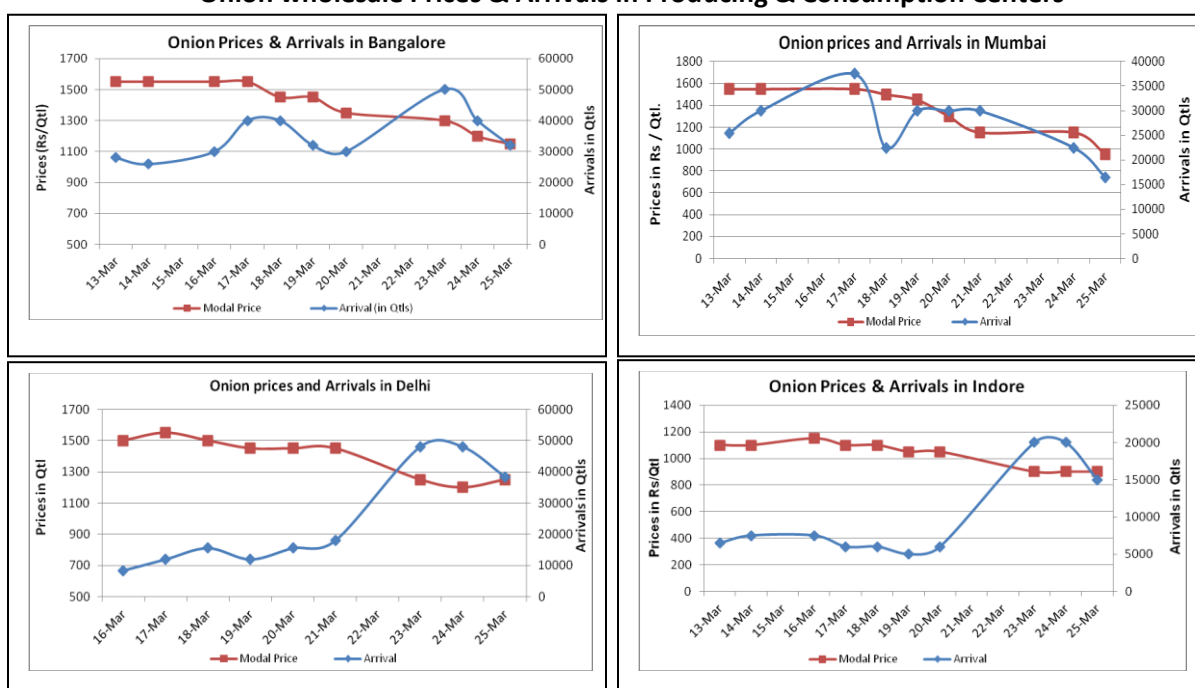 Onion wholesale Prices & Arrivals in Producing & Consumption Centers
Onion Prices & Arrivals in Bangalore
1700
1500
1300
1100
900
700
500
Prices (Rs/Qtl)
60000
50000
40000
30000
20000
10000
0
Arrivals in Qtls
13-Mar
14-Mar
15-Mar
16-Mar
17-Mar
18-Mar
19-Mar
20-Mar
21-Mar
22-Mar
23-Mar
24-Mar
25-Mar
Modal Price
Arrival (in Qtls)
Onion prices and Arrivals in Mumbai
1800
1600
1400
1200
1000
800
600
400
200
0
Prices in Rs / Qtl.
40000
35000
30000
25000
20000
15000
10000
5000
0
Arrivals in Qtls
13-Mar
14-Mar
15-Mar
16-Mar
17-Mar
18-Mar
19-Mar
20-Mar
21-Mar
22-Mar
23-Mar
24-Mar
25-Mar
Modal Price
Arrival
Onion prices and Arrivals in Delhi
1700
1500
1300
1100
900
700
500
Prices in Qtl
60000
50000
40000
30000
20000
10000
0
Arrivals in Qtls
16-Mar
17-Mar
18-Mar
19-Mar
20-Mar
21-Mar
22-Mar
23-Mar
24-Mar
25-Mar
Modal Price
Arrival
Onion Prices & Arrivals in Indore
1400
1200
1000
800
600
400
200
0
Prices in Rs/Qtl
25000
20000
15000
10000
5000
0
Arrivals in Qtls
13-Mar
14-Mar
15-Mar
16-Mar
17-Mar
18-Mar
19-Mar
20-Mar
21-Mar
22-Mar
23-Mar
24-Mar
25-Mar
Modal Price
Arrival